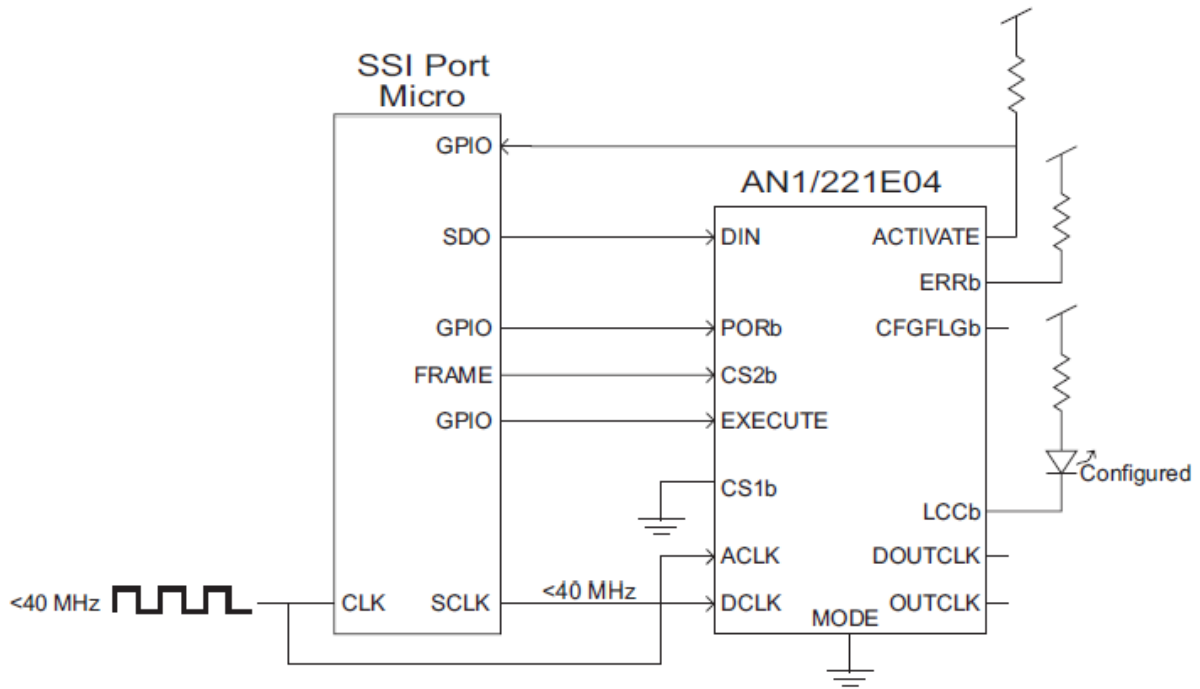 SSI Port
Micro
GPIO
AN1/221E04
SDO
DIN
ACTIVATE
ERRb
GPIO
PORb
CFGFLGb
FRAME
CS2b
GPIO
EXECUTE
Configured
CS1b
LCCb
ACLK
DOUTCLK
<40 MHz
CLK
SCLK
<40 MHz
DCLK
OUTCLK
MODE